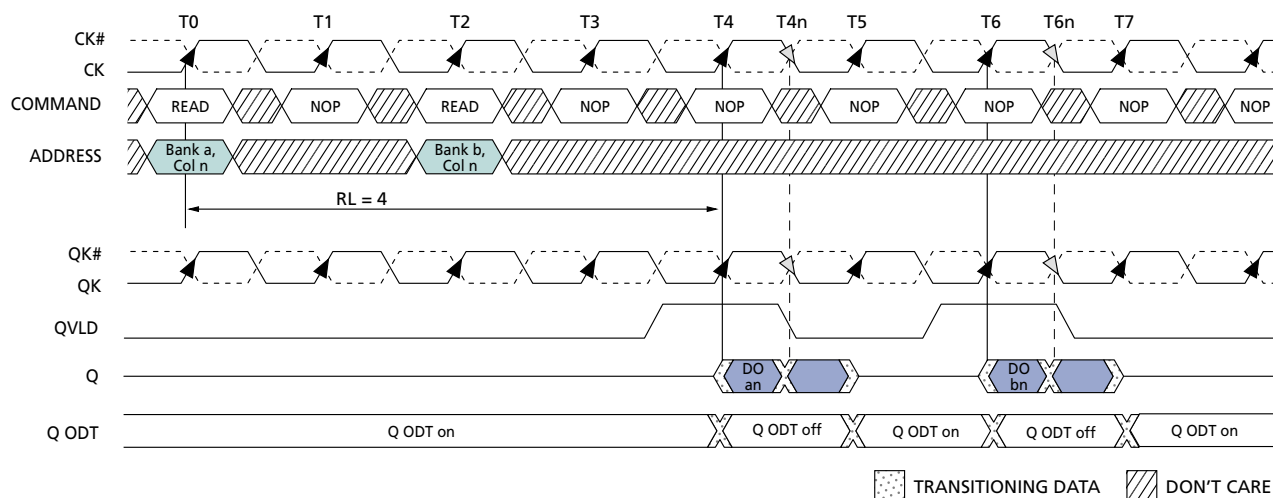 T0 T1 T2 T3 T4 T4n T5 T6 T6n T7
CK#
CK
COMMAND READ NOP READ NOP NOP NOP NOP NOP NOP
ADDRESS Bank a, Col n Bank b, Col n
RL = 4
QK#
QK
QVLD
Q DO an DO bn
Q ODT Q ODT on Q ODT off Q ODT on Q ODT off Q ODT on
TRANSITIONING DATA DON'T CARE